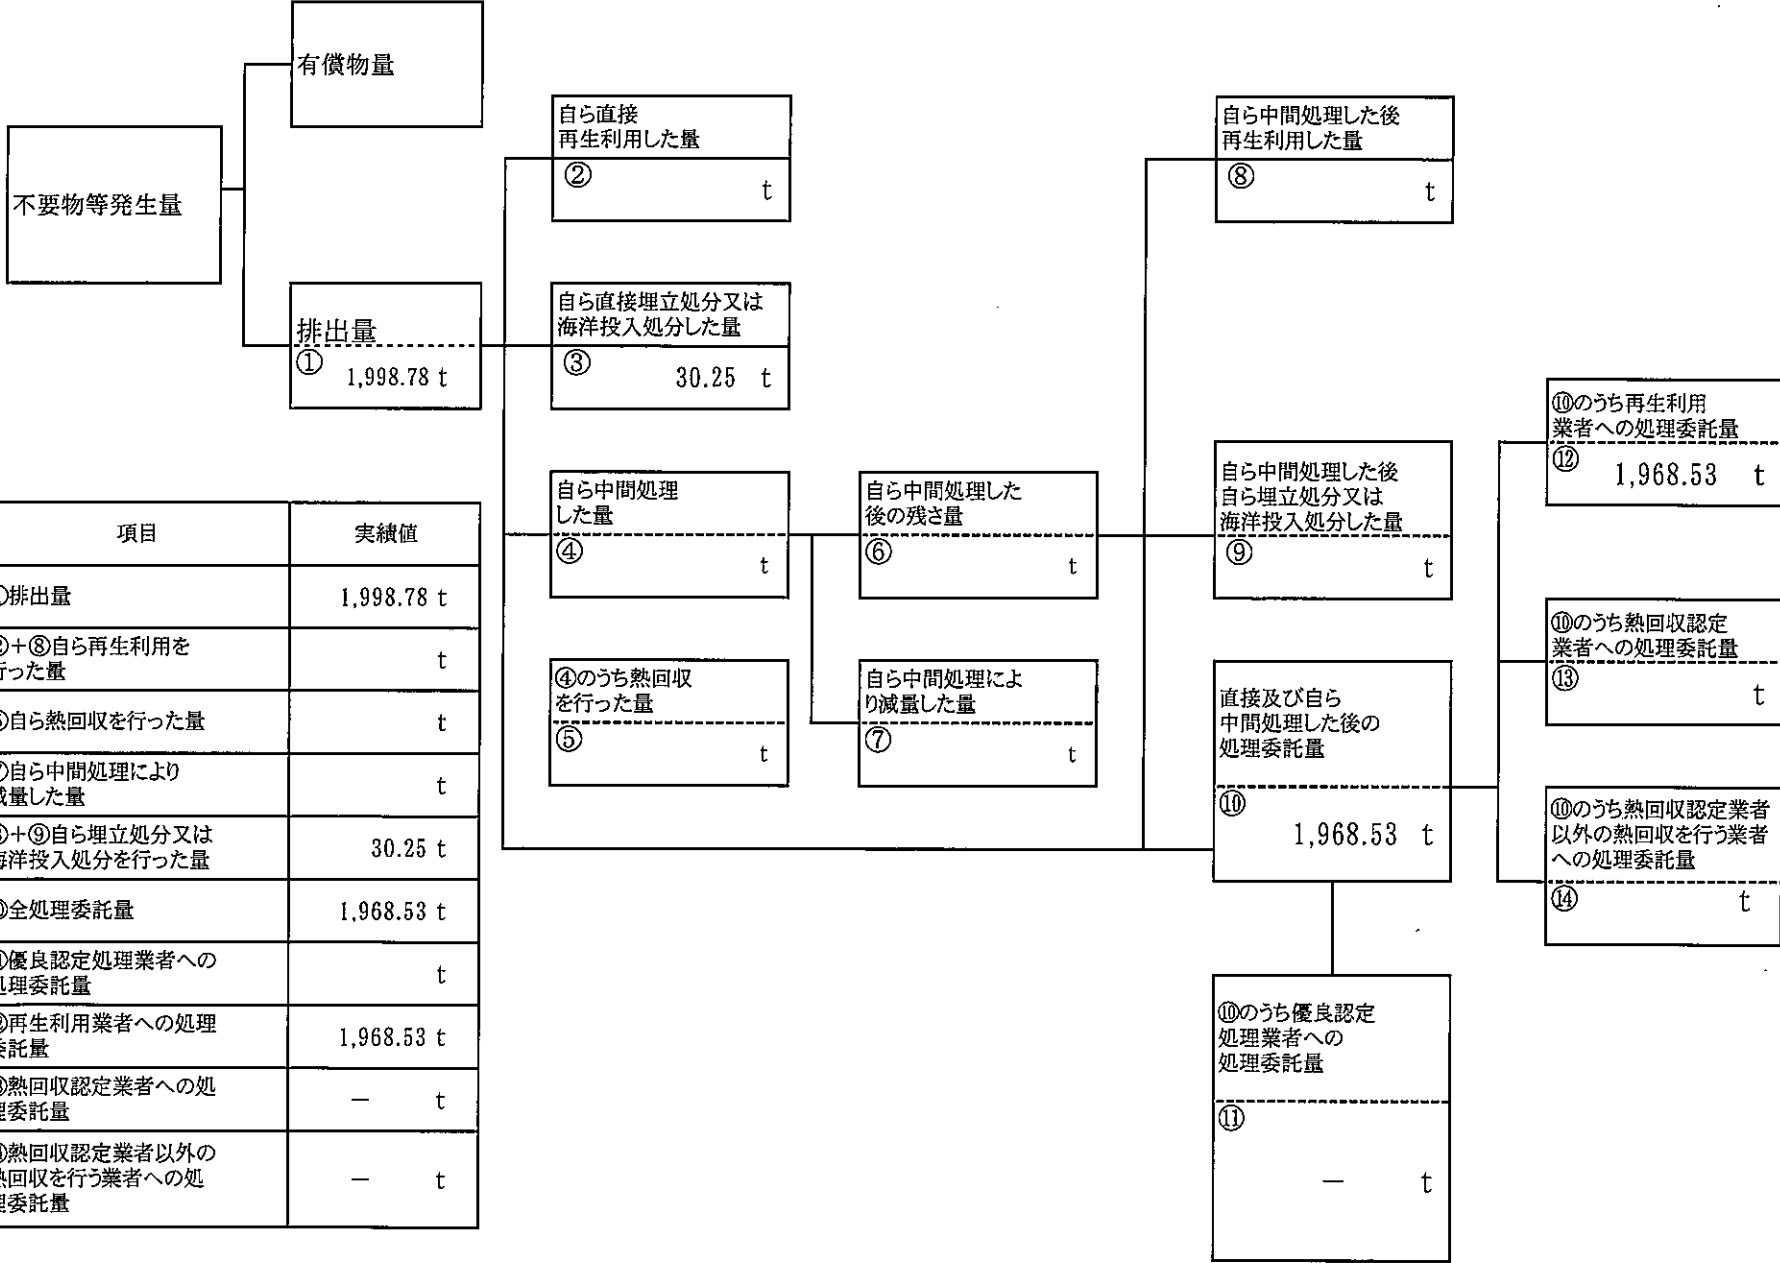 有償物量
不要物等発生量
排出量
①
1,998.78 t
自ら直接
再生利用した量
②
t
自ら直接埋立処分又は
海洋投入処分した量
③
30.25 t
自ら中間処理
した量
④
t
④のうち熱回収
を行った量
⑤
t
自ら中間処理した
後の残さ量
⑥
t
自ら中間処理によ
り減量した量
⑦
t
自ら中間処理した後
再生利用した量
⑧
t
自ら中間処理した後
自ら埋立処分又は
海洋投入処分した量
⑨
t
直接及び自ら
中間処理した後の
処理委託量
⑩
1,968.53 t
⑩のうち優良認定
処理業者への
処理委託量
⑪
－ t
⑩のうち再生利用
業者への処理委託量
⑫
1,968.53 t
⑩のうち熱回収認定
業者への処理委託量
⑬
t
⑩のうち熱回収認定業者
以外の熱回収を行う業者
への処理委託量
⑭
t
項目 実績値
排出量 1,998.78 t
+⑧自ら再生利用を
行った量 t
自ら熱回収を行った量 t
自ら中間処理により
減量した量 t
+⑨自ら埋立処分又は
海洋投入処分を行った量 30.25 t
全処理委託量 1,968.53 t
優良認定処理業者への
処理委託量 t
再生利用業者への処理
委託量 1,968.53 t
熱回収認定業者への処
理委託量 － t
熱回収認定業者以外の
熱回収を行う業者への処
理委託量 － t